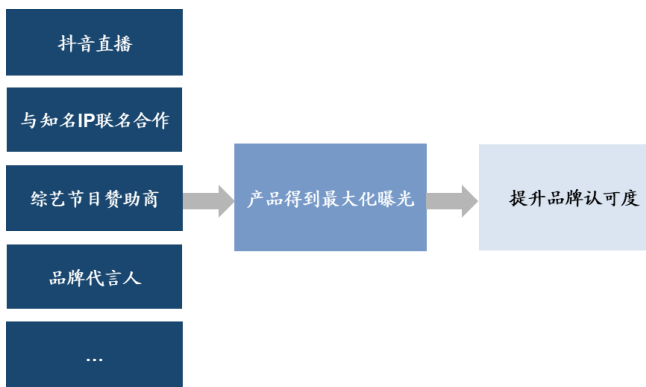 抖音直播
与知名IP联名合作
综艺节目赞助商
品牌代言人
...
产品得到最大化曝光
提升品牌认可度